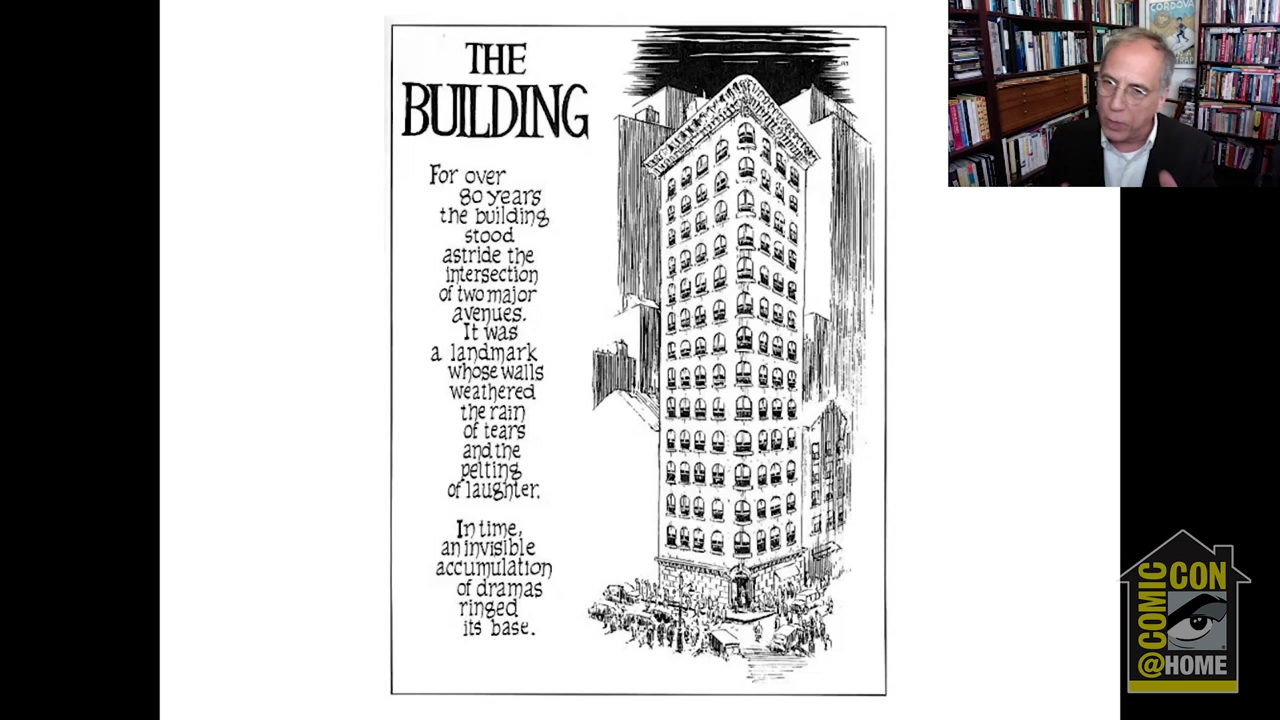 THE
BUILDING
For over
80 years
the building
stood
astride the
intersection
of two major
avenues.
It was
a landmark
whose walls
weathered
the rain
of tears
and the
pelting
of laughter.
In time,
an invisible
accumulation
of dramas
ringed
its base.
CORDOVA
TRAP
COMIC
CON
@HOME